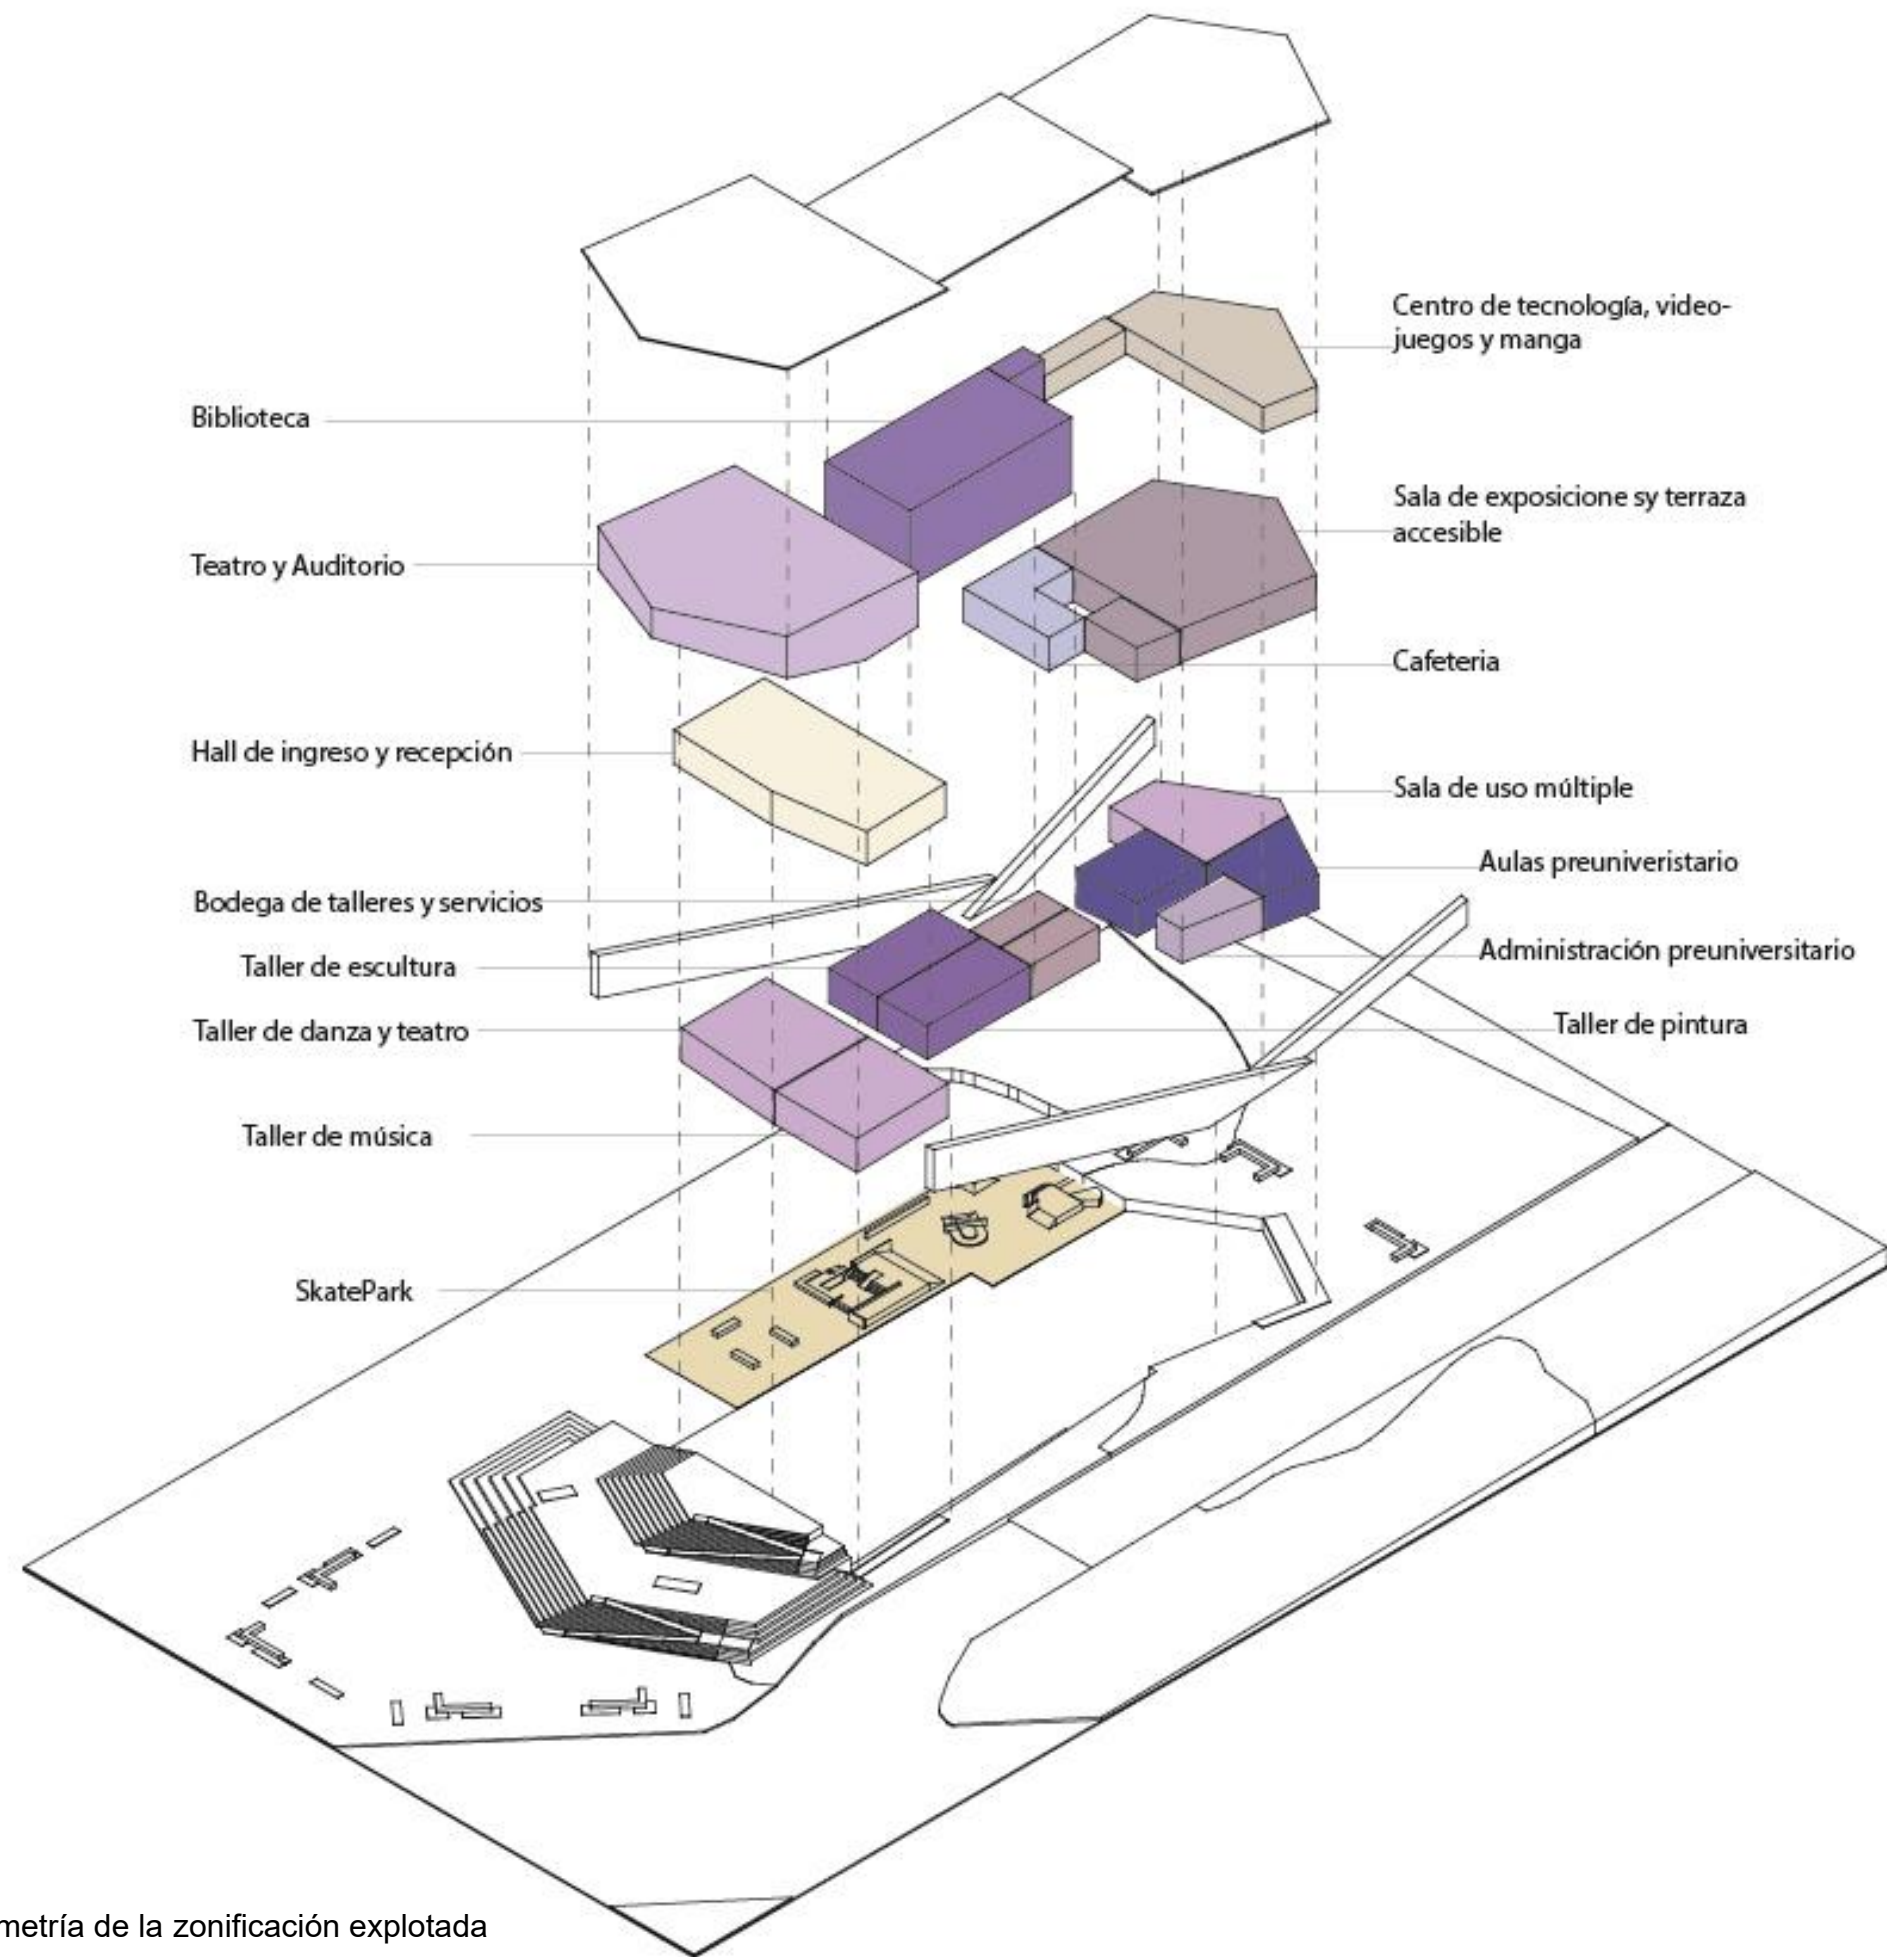 Centro de tecnología, video-
juegos y manga
Biblioteca
Sala de exposicione sy terraza
accesible
Teatro y Auditorio
Cafeteria
Hall de ingreso y recepción
Sala de uso múltiple
Aulas preuniveristario
Bodega de talleres y servicios
Administración preuniversitario
Taller de escultura
Taller de pintura
Taller de danza y teatro
Taller de música
SkatePark
metría de la zonificación explotada